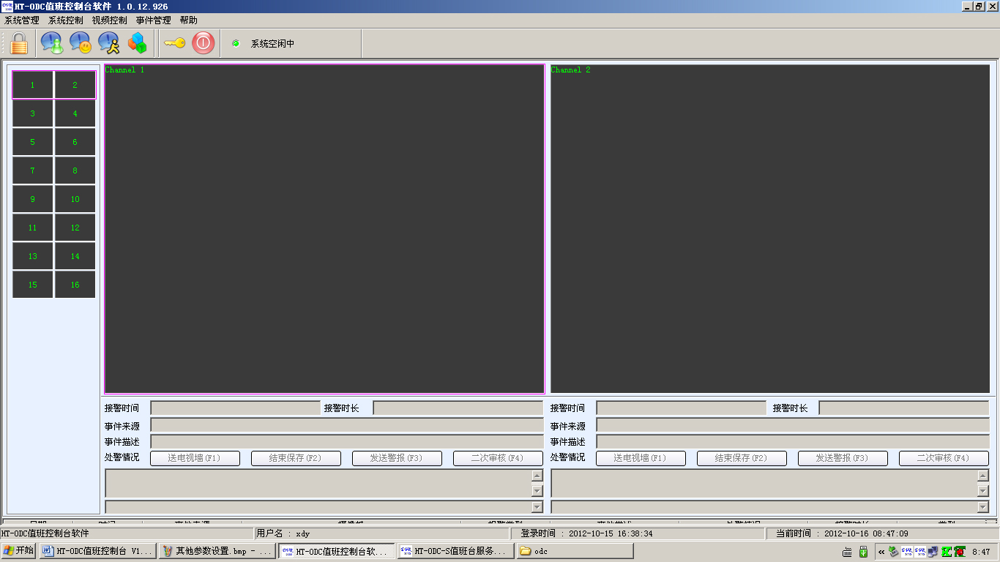 HT-ODC值班控制台软件 1.0.12.926
系统管理 系统控制 视频控制 事件管理 帮助
系统空闲中
Channel 1 Channel 2
1 2
3 4
5 6
7 8
9 10
11 12
13 14
15 16
接警时间 接警时长 接警时间 接警时长
事件来源 事件来源
事件描述 事件描述
处警情况 送电视墙(F1) 结束保存(F2) 发送警报(F3) 二次审核(F4) 处警情况 送电视墙(F1) 结束保存(F2) 发送警报(F3) 二次审核(F4)
HT-ODC值班控制台软件 用户名 : xdy 登录时间 : 2012-10-15 16:38:34 当前时间 : 2012-10-16 08:47:09
开始 HT-ODC值班控制台 V1... 其他参数设置.bmp - ... HT-ODC值班控制台软... HT-ODC-S值班台服务... odc « 8:47